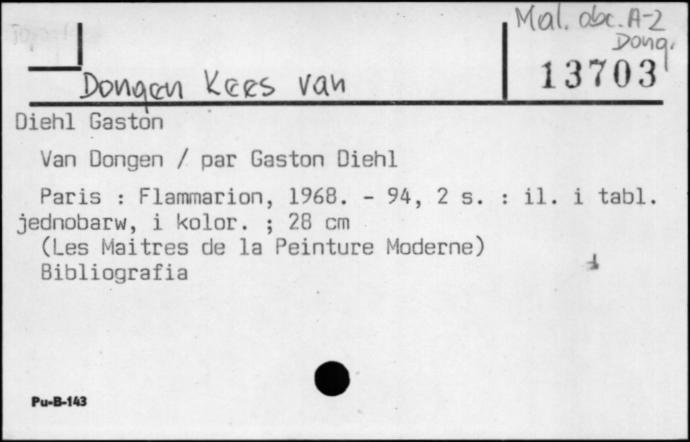 Mal. obc. A-2
Dong.
13703
Dongen Kees van
Diehl Gaston
Van Dongen / par Gaston Diehl
Paris : Flammarion, 1968. - 94, 2 s. : il. i tabl.
jednobarw, i kolor. ; 28 cm
(Les Maitres de la Peinture Moderne)
Bibliografia
Pu-B-143